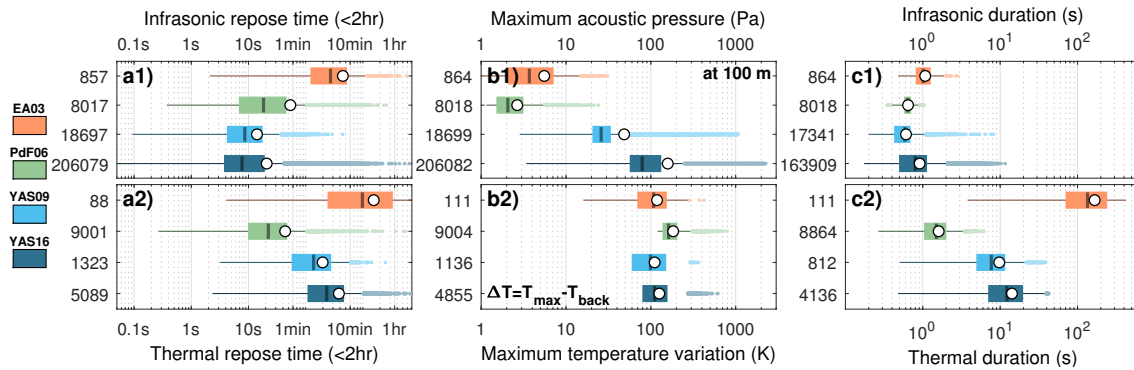 Infrasonic repose time (<2hr)
0.1s 10s 1min 10min 1hr
a1)
857
8017
18697
206079
Maximum acoustic pressure (Pa)
1 10 100 1000
b1)
at 100 m
864
8018
18699
206082
Infrasonic duration (s)
10^0 10^1 10^2
c1)
864
8018
17341
163909
EA03
PdF06
YAS09
YAS16
a2)
88
9001
1323
5089
0.1s 10s 1min 10min 1hr
Thermal repose time (<2hr)
b2)
111
9004
1136
4855
ΔT=T_max-T_back
1 10 100 1000
Maximum temperature variation (K)
c2)
111
8864
812
4136
10^0 10^1 10^2
Thermal duration (s)